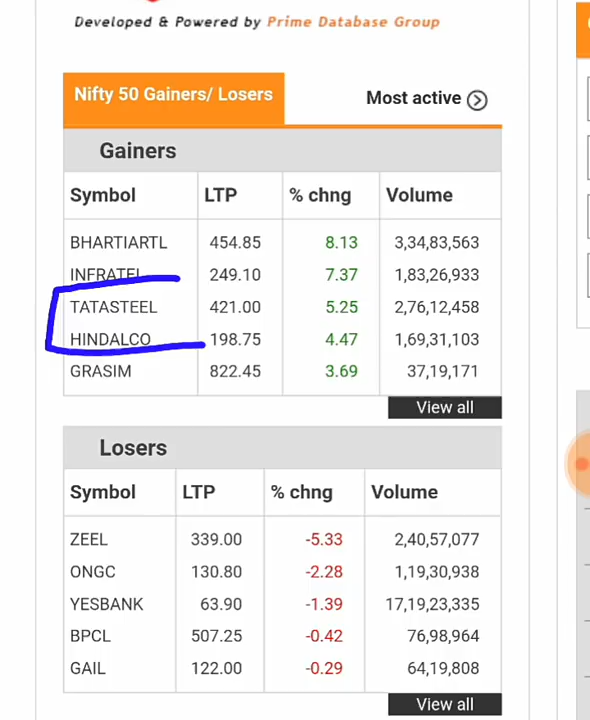 Developed & Powered by Prime Database Group
Nifty 50 Gainers/ Losers
Most active
Gainers
Symbol LTP % chng Volume
BHARTIARTL 454.85 8.13 3,34,83,563
INFRATEL 249.10 7.37 1,83,26,933
TATASTEEL 421.00 5.25 2,76,12,458
HINDALCO 198.75 4.47 1,69,31,103
GRASIM 822.45 3.69 37,19,171
View all
Losers
Symbol LTP % chng Volume
ZEEL 339.00 -5.33 2,40,57,077
ONGC 130.80 -2.28 1,19,30,938
YESBANK 63.90 -1.39 17,19,23,335
BPCL 507.25 -0.42 76,98,964
GAIL 122.00 -0.29 64,19,808
View all